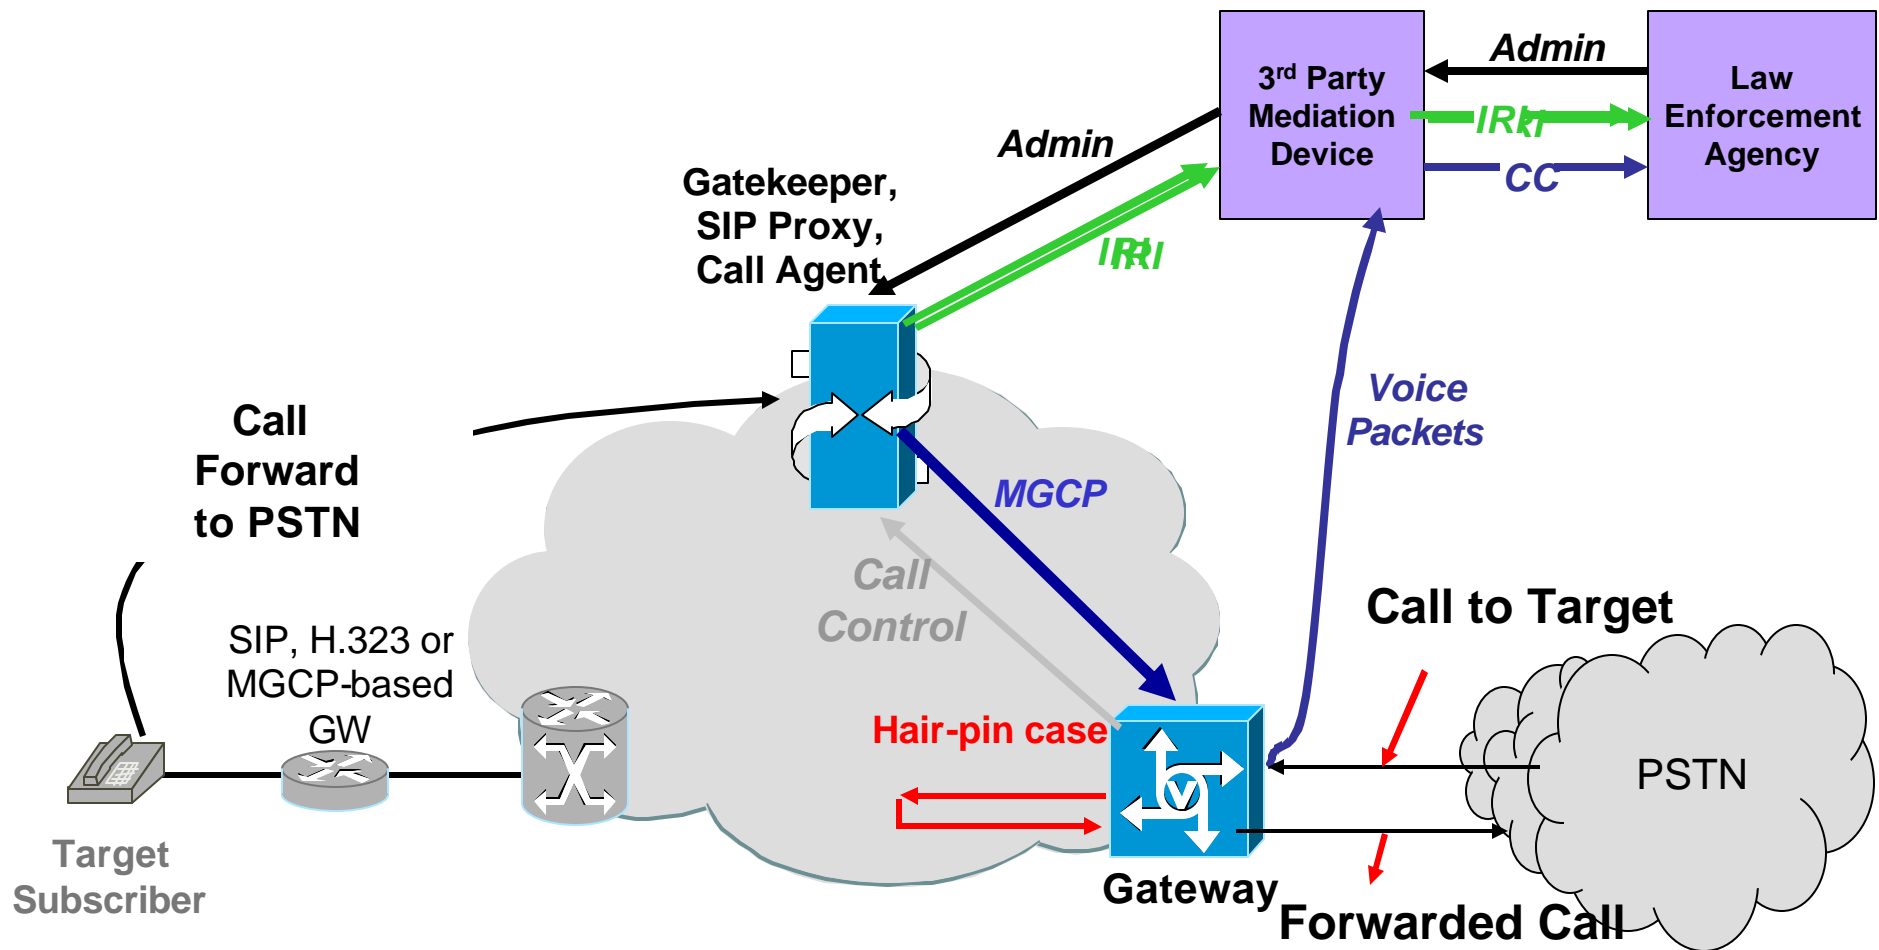 Admin
3rd Party
Mediation
Device
Law
Enforcement
Agency
IRI
CC
Admin
Gatekeeper,
SIP Proxy,
Call Agent
IRI
IRI
Voice
Packets
Call
Forward
to PSTN
MGCP
Call
Control
Call to Target
SIP, H.323 or
MGCP-based
GW
Hair-pin case
V
PSTN
Target
Subscriber
Gateway
Forwarded Call